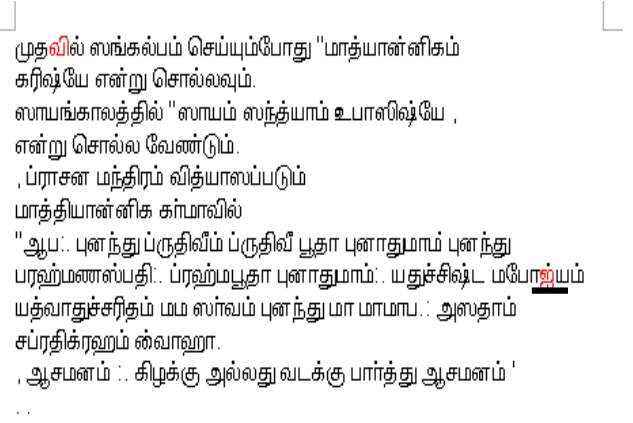 முதவில் ஸங்கல்பம் செய்யும்போது "மாத்யான்னிகம்
கரிஷ்யே என்று சொல்லவும்.
ஸாயங்காலத்தில் "ஸாயம் ஸந்த்யாம் உபாஸிஷ்யே ,
என்று சொல்ல வேண்டும்.
, ப்ராசன மந்திரம் வித்யாஸப்படும்
மாத்தியான்னிக கர்மாவில்
"ஆப:. புனந்து ப்ருதிவீம் ப்ருதிவீ பூதா புனாதுமாம் புனந்து
பரஹ்மணஸ்பதி:. ப்ரஹ்மபூதா புனாதுமாம்:. யதுச்சிஷ்ட மபோஜ்யம்
யத்வாதுச்சரிதம் மம ஸர்வம் புனந்து மா மாமாப.: அஸதாம்
சப்ரதிக்ரஹம் ஸ்வாஹா.
, ஆசமனம் :. கிழக்கு அல்லது வடக்கு பார்த்து ஆசமனம் '
. .